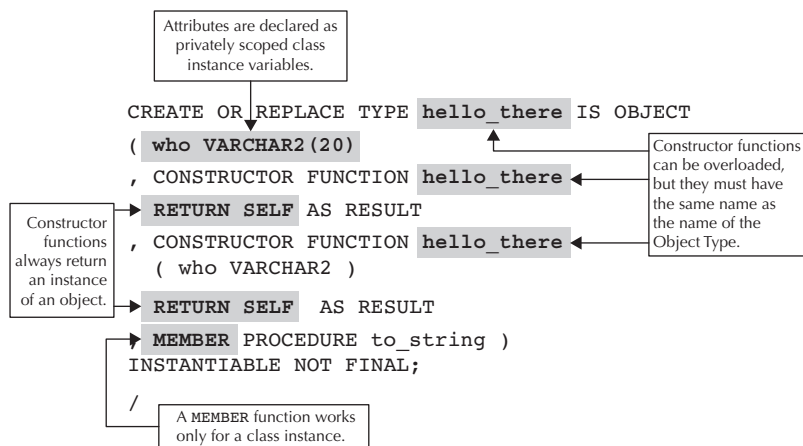 Attributes are declared as
privately scoped class
instance variables.
CREATE OR REPLACE TYPE hello_there IS OBJECT
( who VARCHAR2(20)
, CONSTRUCTOR FUNCTION hello_there
RETURN SELF AS RESULT
, CONSTRUCTOR FUNCTION hello_there
( who VARCHAR2 )
RETURN SELF AS RESULT
, MEMBER PROCEDURE to_string )
INSTANTIABLE NOT FINAL;
/
Constructor functions
can be overloaded,
but they must have
the same name as
the name of the
Object Type.
Constructor
functions
always return
an instance
of an object.
A MEMBER function works
only for a class instance.